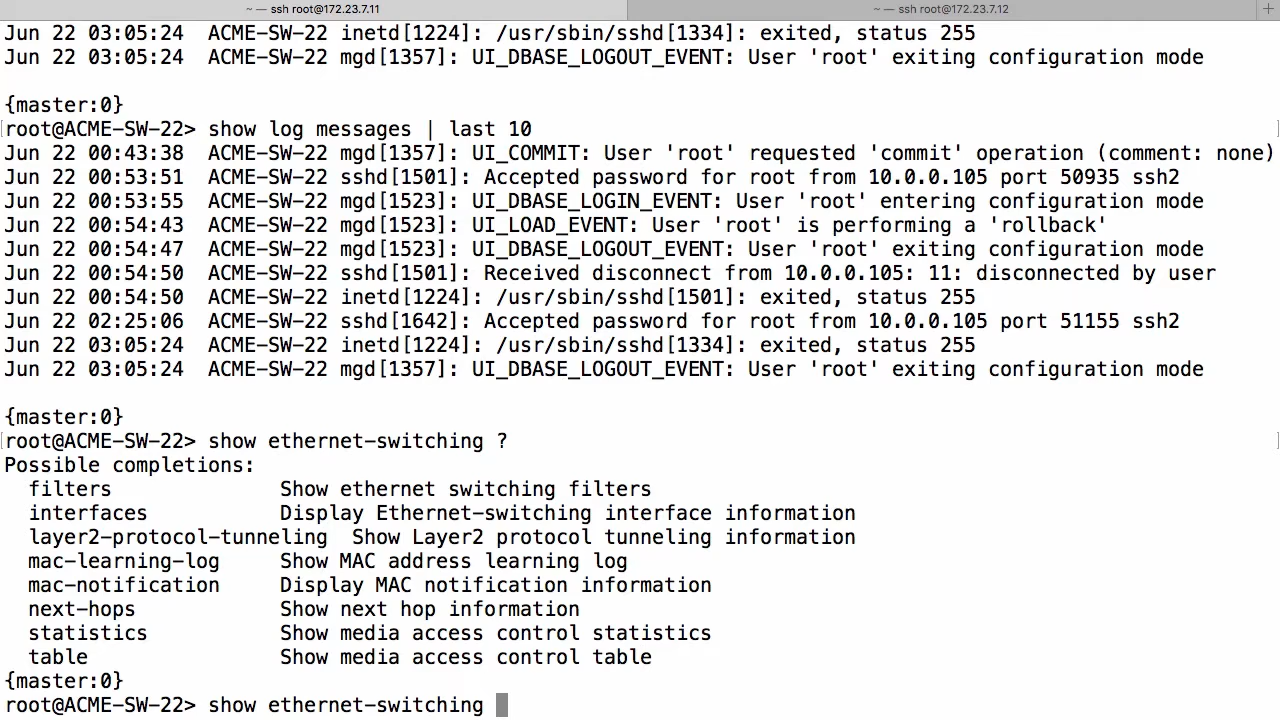 ~ — ssh root@172.23.7.11
~ — ssh root@172.23.7.12
+
Jun 22 03:05:24  ACME-SW-22 inetd[1224]: /usr/sbin/sshd[1334]: exited, status 255
Jun 22 03:05:24  ACME-SW-22 mgd[1357]: UI_DBASE_LOGOUT_EVENT: User 'root' exiting configuration mode
{master:0}
[root@ACME-SW-22> show log messages | last 10 ]
Jun 22 00:43:38  ACME-SW-22 mgd[1357]: UI_COMMIT: User 'root' requested 'commit' operation (comment: none)
Jun 22 00:53:51  ACME-SW-22 sshd[1501]: Accepted password for root from 10.0.0.105 port 50935 ssh2
Jun 22 00:53:55  ACME-SW-22 mgd[1523]: UI_DBASE_LOGIN_EVENT: User 'root' entering configuration mode
Jun 22 00:54:43  ACME-SW-22 mgd[1523]: UI_LOAD_EVENT: User 'root' is performing a 'rollback'
Jun 22 00:54:47  ACME-SW-22 mgd[1523]: UI_DBASE_LOGOUT_EVENT: User 'root' exiting configuration mode
Jun 22 00:54:50  ACME-SW-22 sshd[1501]: Received disconnect from 10.0.0.105: 11: disconnected by user
Jun 22 00:54:50  ACME-SW-22 inetd[1224]: /usr/sbin/sshd[1501]: exited, status 255
Jun 22 02:25:06  ACME-SW-22 sshd[1642]: Accepted password for root from 10.0.0.105 port 51155 ssh2
Jun 22 03:05:24  ACME-SW-22 inetd[1224]: /usr/sbin/sshd[1334]: exited, status 255
Jun 22 03:05:24  ACME-SW-22 mgd[1357]: UI_DBASE_LOGOUT_EVENT: User 'root' exiting configuration mode
{master:0}
[root@ACME-SW-22> show ethernet-switching ? ]
Possible completions:
  filters              Show ethernet switching filters
  interfaces           Display Ethernet-switching interface information
  layer2-protocol-tunneling  Show Layer2 protocol tunneling information
  mac-learning-log     Show MAC address learning log
  mac-notification     Display MAC notification information
  next-hops            Show next hop information
  statistics           Show media access control statistics
  table                Show media access control table
{master:0}
root@ACME-SW-22> show ethernet-switching